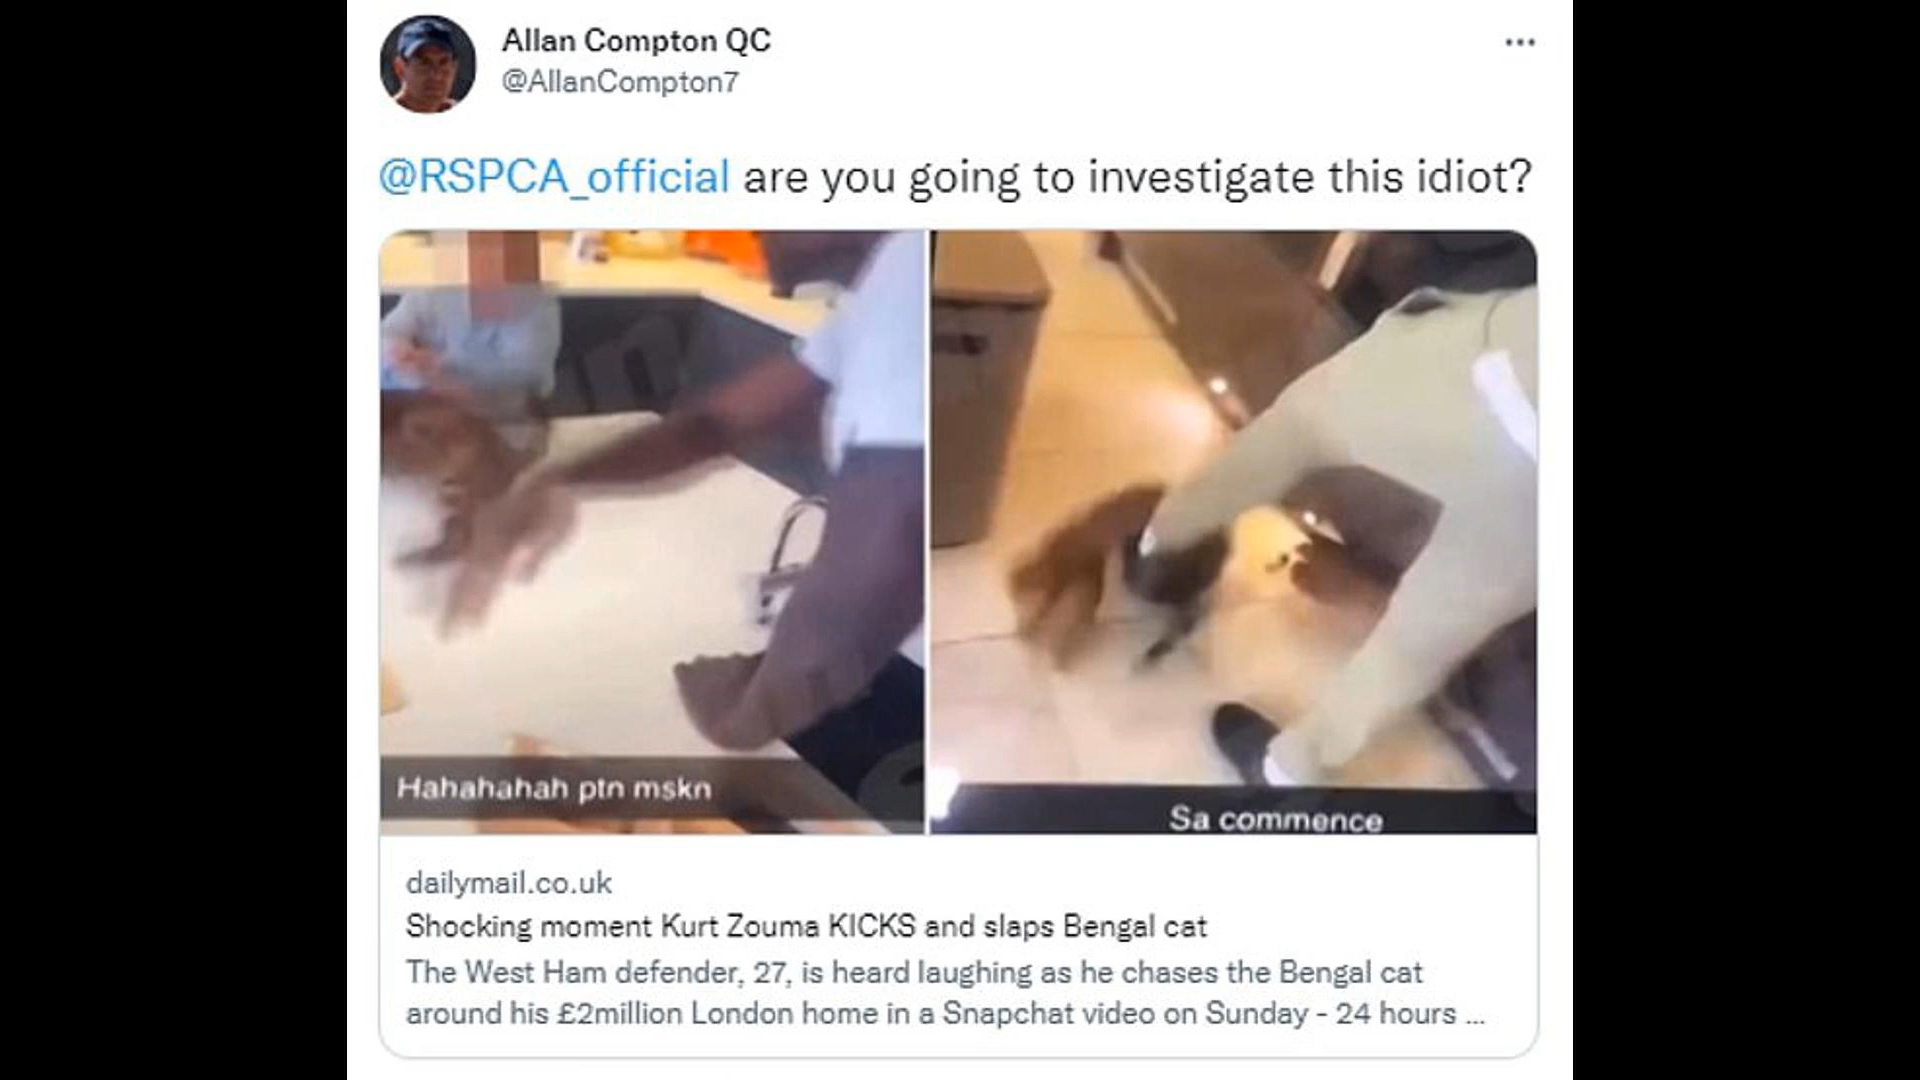 Allan Compton QC
@AllanCompton7
@RSPCA_official are you going to investigate this idiot?
Hahahahah ptn mskn
Sa commence
dailymail.co.uk
Shocking moment Kurt Zouma KICKS and slaps Bengal cat
The West Ham defender, 27, is heard laughing as he chases the Bengal cat
around his £2million London home in a Snapchat video on Sunday - 24 hours ...